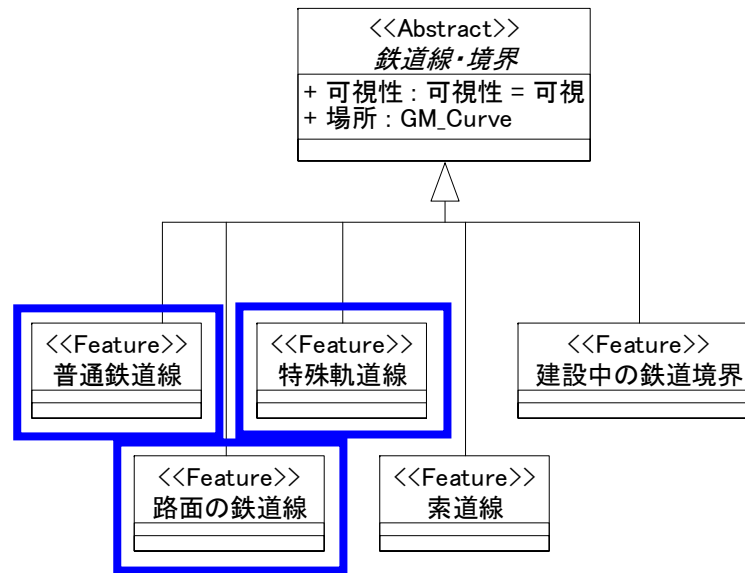 <<Abstract>>
鉄道線・境界
+ 可視性 : 可視性 = 可視
+ 場所 : GM_Curve
<<Feature>>
普通鉄道線
<<Feature>>
特殊軌道線
<<Feature>>
建設中の鉄道境界
<<Feature>>
路面の鉄道線
<<Feature>>
索道線